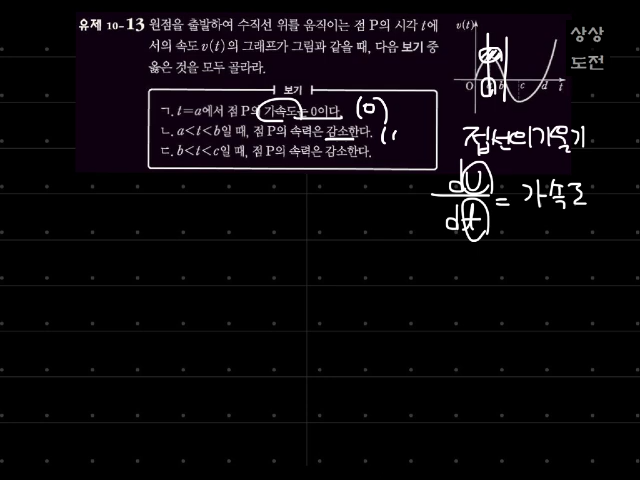 유제 10-13 원점을 출발하여 수직선 위를 움직이는 점 P의 시각 t에
서의 속도 v(t)의 그래프가 그림과 같을 때, 다음 보기 중
옳은 것을 모두 골라라.
보기
ㄱ. t=a에서 점 P의 가속도는 0이다. (0)
ㄴ. a<t<b일 때, 점 P의 속력은 감소한다.
ㄷ. b<t<c일 때, 점 P의 속력은 감소한다.
v(t)
O b c d t
상상
도전
접선의 기울기
dv/dt = 가속도